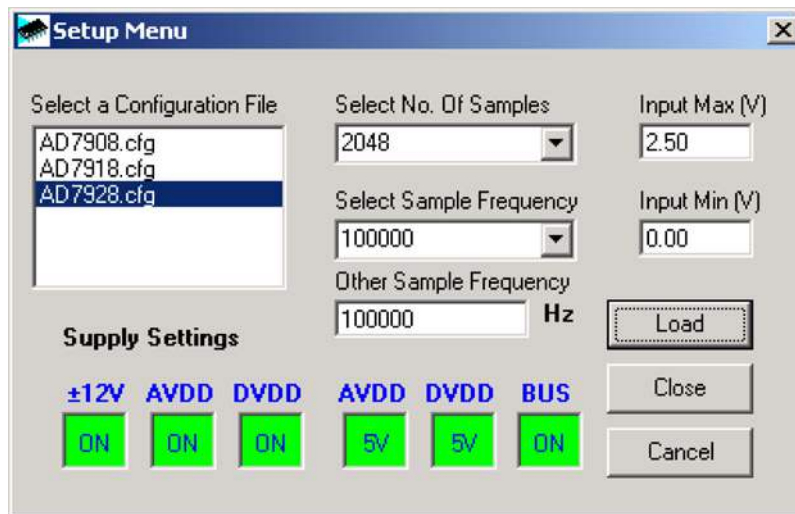 Setup Menu
Select a Configuration File
AD7908.cfg
AD7918.cfg
AD7928.cfg
Select No. Of Samples
2048
Select Sample Frequency
100000
Other Sample Frequency
100000 Hz
Input Max (V)
2.50
Input Min (V)
0.00
Supply Settings
±12V AVDD DVDD AVDD DVDD BUS
ON ON ON 5V 5V ON
Load
Close
Cancel